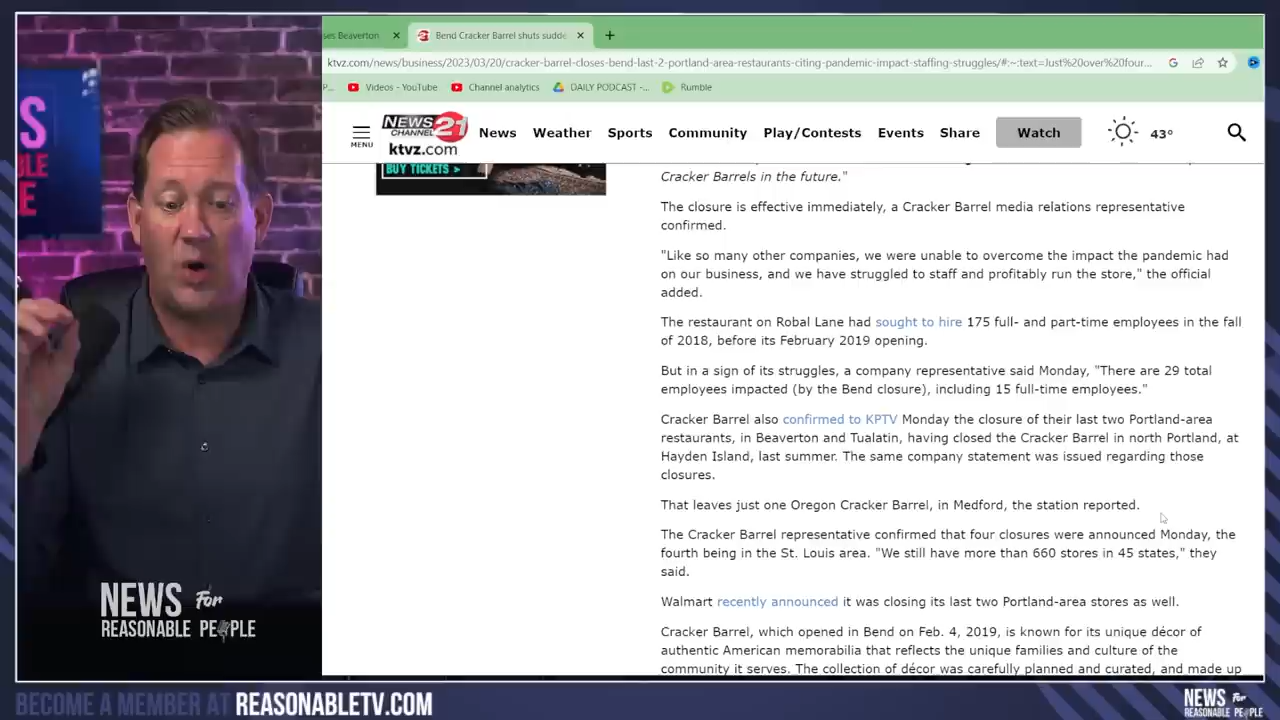 ses Beaverton
Bend Cracker Barrel shuts sudde
ktvz.com/news/business/2023/03/20/cracker-barrel-closes-bend-last-2-portland-area-restaurants-citing-pandemic-impact-staffing-struggles/#:~:text=Just%20over%20four...
P...
Videos - YouTube
Channel analytics
DAILY PODCAST -...
Rumble
MENU
NEWS CHANNEL 21
ktvz.com
News
Weather
Sports
Community
Play/Contests
Events
Share
Watch
43°
BUY TICKETS >
Cracker Barrels in the future."
The closure is effective immediately, a Cracker Barrel media relations representative
confirmed.
"Like so many other companies, we were unable to overcome the impact the pandemic had
on our business, and we have struggled to staff and profitably run the store," the official
added.
The restaurant on Robal Lane had sought to hire 175 full- and part-time employees in the fall
of 2018, before its February 2019 opening.
But in a sign of its struggles, a company representative said Monday, "There are 29 total
employees impacted (by the Bend closure), including 15 full-time employees."
Cracker Barrel also confirmed to KPTV Monday the closure of their last two Portland-area
restaurants, in Beaverton and Tualatin, having closed the Cracker Barrel in north Portland, at
Hayden Island, last summer. The same company statement was issued regarding those
closures.
That leaves just one Oregon Cracker Barrel, in Medford, the station reported.
The Cracker Barrel representative confirmed that four closures were announced Monday, the
fourth being in the St. Louis area. "We still have more than 660 stores in 45 states," they
said.
Walmart recently announced it was closing its last two Portland-area stores as well.
Cracker Barrel, which opened in Bend on Feb. 4, 2019, is known for its unique décor of
authentic American memorabilia that reflects the unique families and culture of the
community it serves. The collection of décor was carefully planned and curated, and made up
NEWS For
REASONABLE PEOPLE
BECOME A MEMBER AT REASONABLETV.COM
NEWS For
REASONABLE PEOPLE